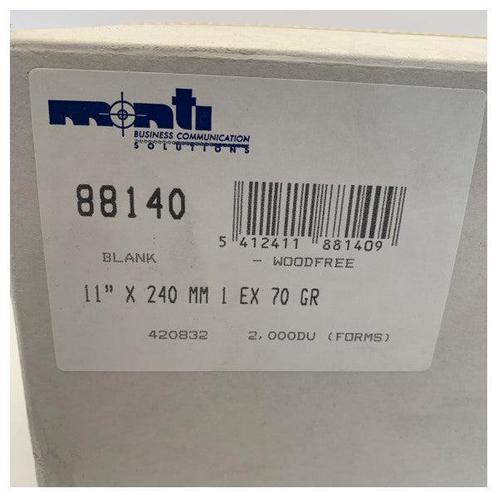 monti
BUSINESS COMMUNICATION
SOLUTIONS
88140
5 412411 881409
BLANK - WOODFREE
11" X 240 MM 1 EX 70 GR
420832 2,000DU (FORMS)